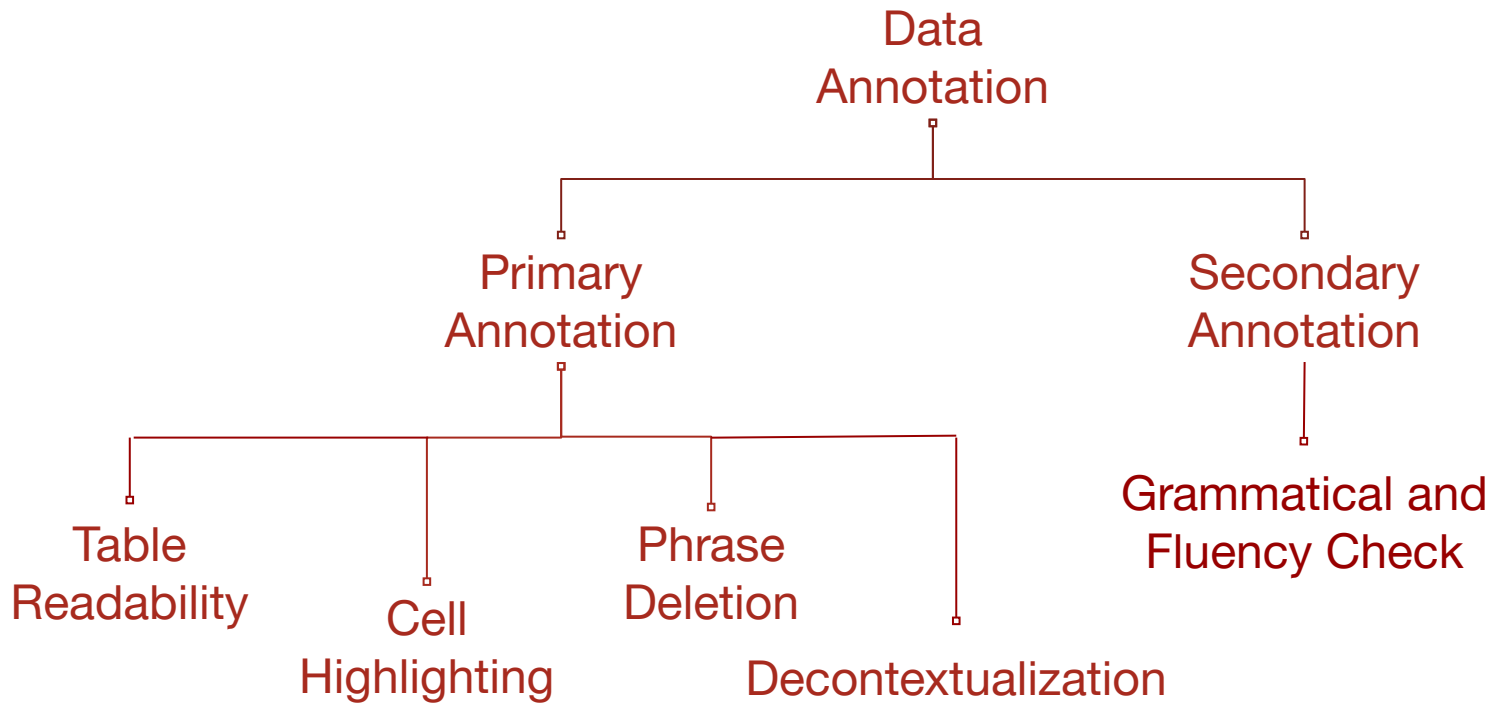 Data
Annotation
Primary
Annotation
Secondary
Annotation
Table
Readability
Cell
Highlighting
Phrase
Deletion
Decontextualization
Grammatical and
Fluency Check